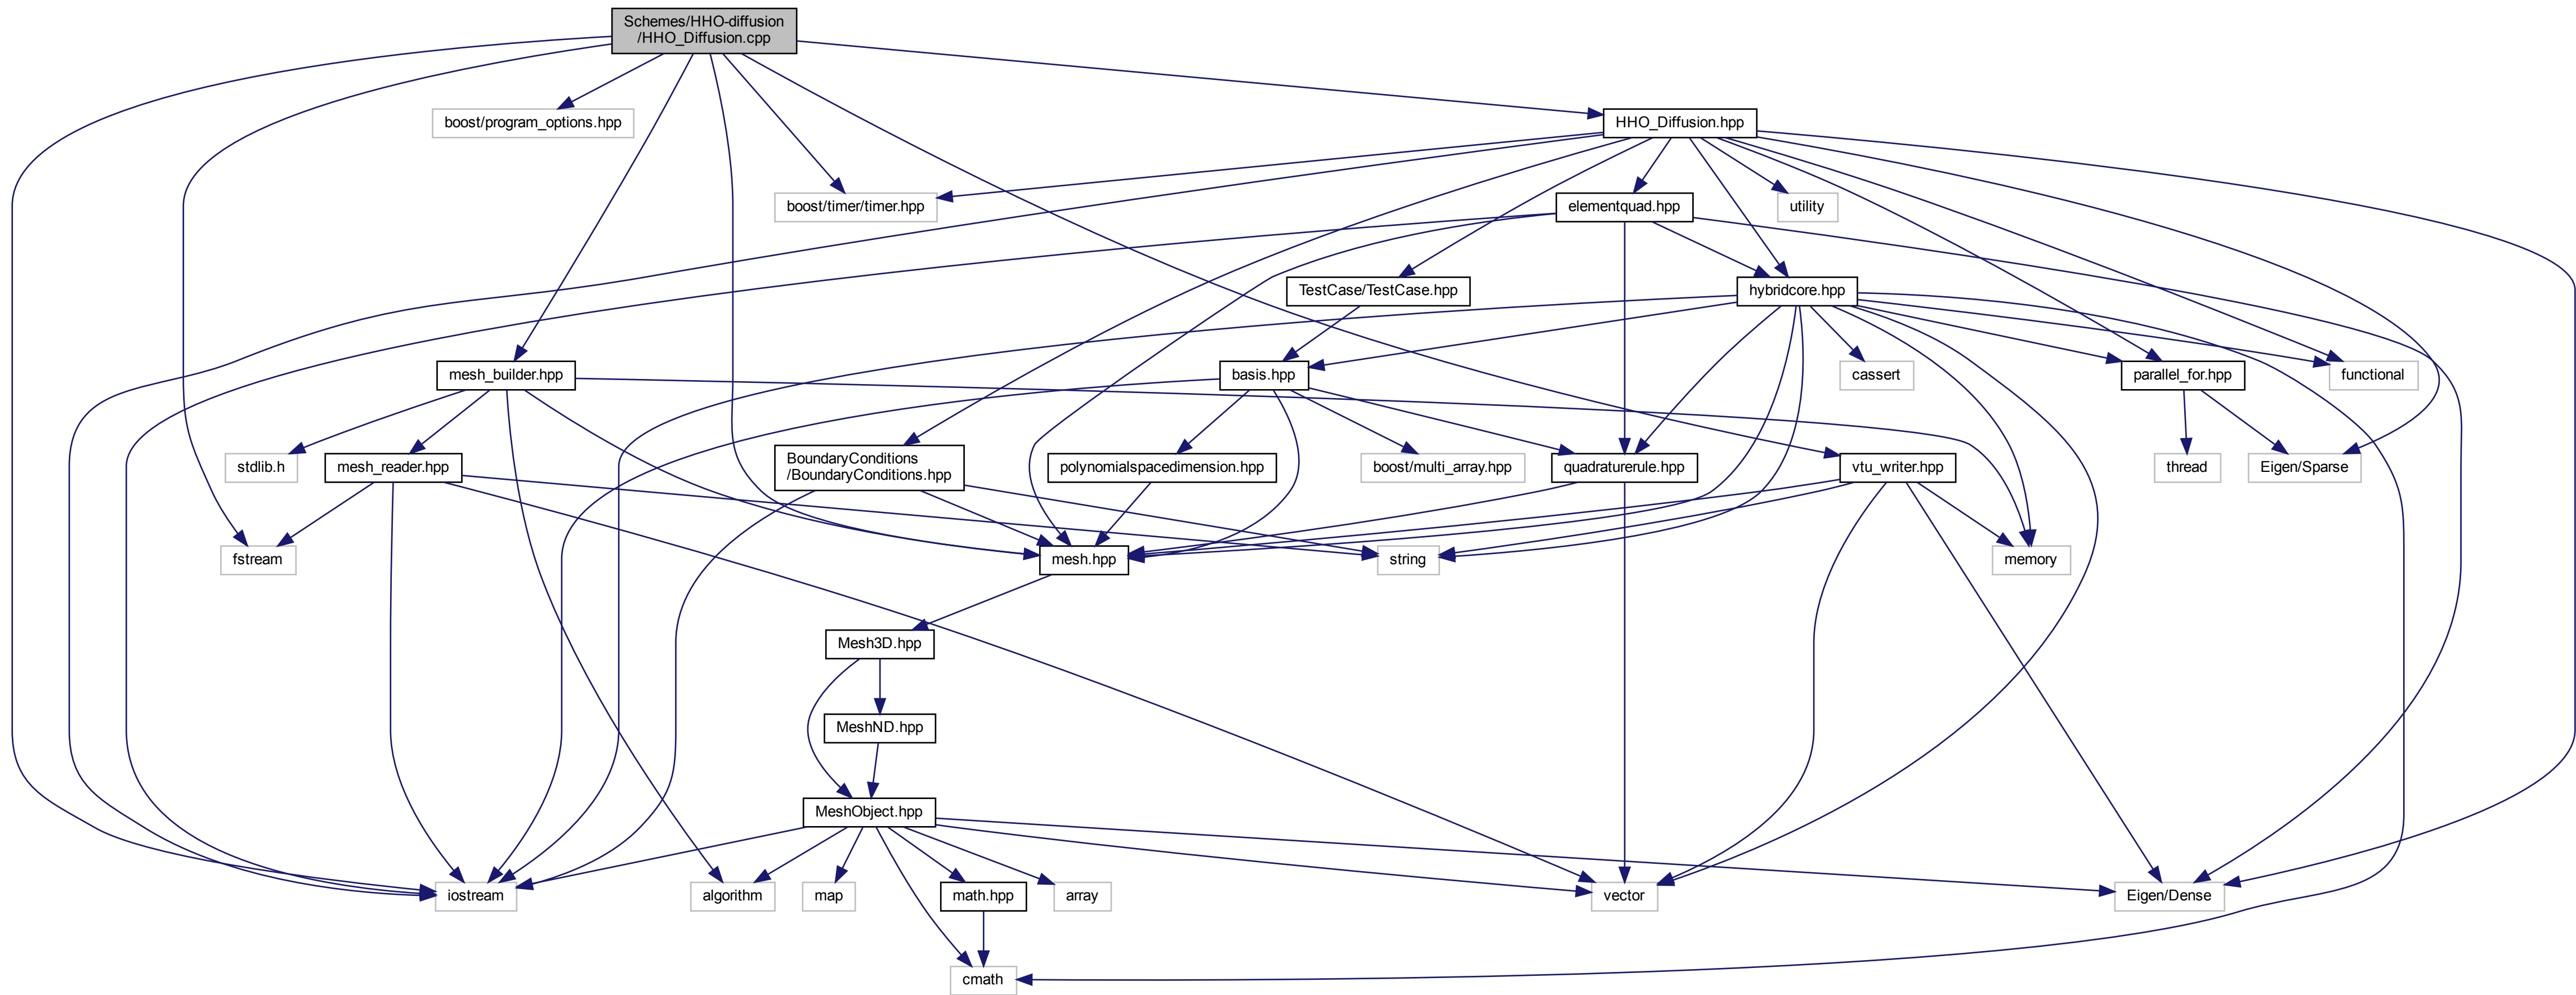 Schemes/HHO-diffusion
/HHO_Diffusion.cpp
boost/program_options.hpp
HHO_Diffusion.hpp
boost/timer/timer.hpp
elementquad.hpp
utility
TestCase/TestCase.hpp
hybridcore.hpp
mesh_builder.hpp
basis.hpp
cassert
parallel_for.hpp
functional
stdlib.h
mesh_reader.hpp
BoundaryConditions
/BoundaryConditions.hpp
polynomialspacedimension.hpp
boost/multi_array.hpp
quadraturerule.hpp
vtu_writer.hpp
thread
Eigen/Sparse
fstream
mesh.hpp
string
memory
Mesh3D.hpp
MeshND.hpp
MeshObject.hpp
iostream
algorithm
map
math.hpp
array
vector
Eigen/Dense
cmath